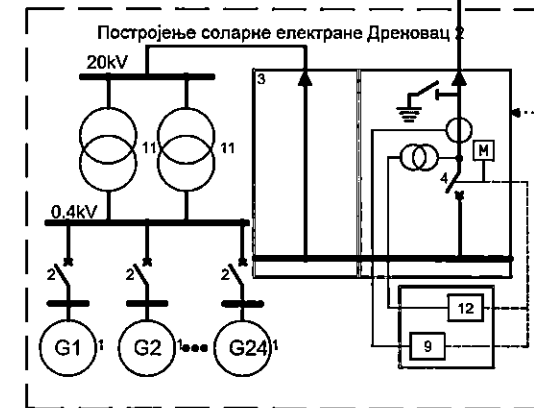 Постројење соларне електране Дреновац 2
20kV
3
11
11
M
4
0.4kV
2
2
2
12
G1 1
G2 1
G24 1
9